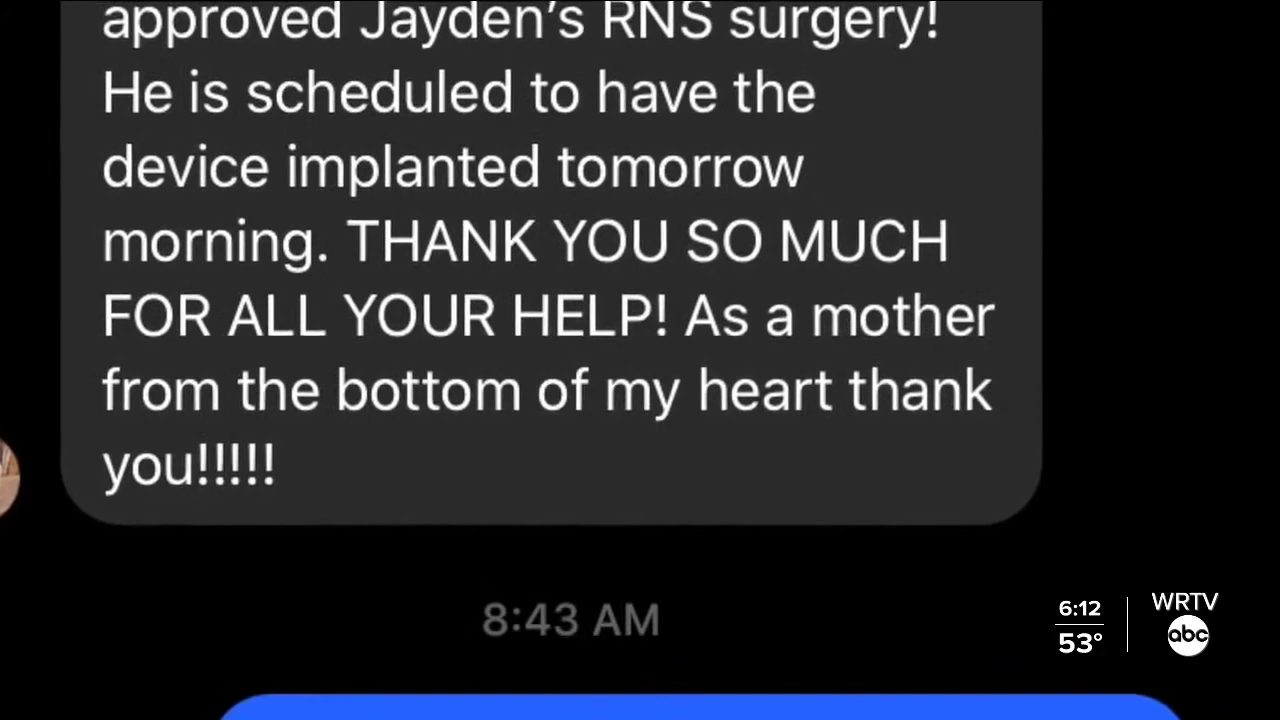 approved Jayden’s RNS surgery!
He is scheduled to have the
device implanted tomorrow
morning. THANK YOU SO MUCH
FOR ALL YOUR HELP! As a mother
from the bottom of my heart thank
you!!!!!
8:43 AM
6:12
53°
WRTV
abc